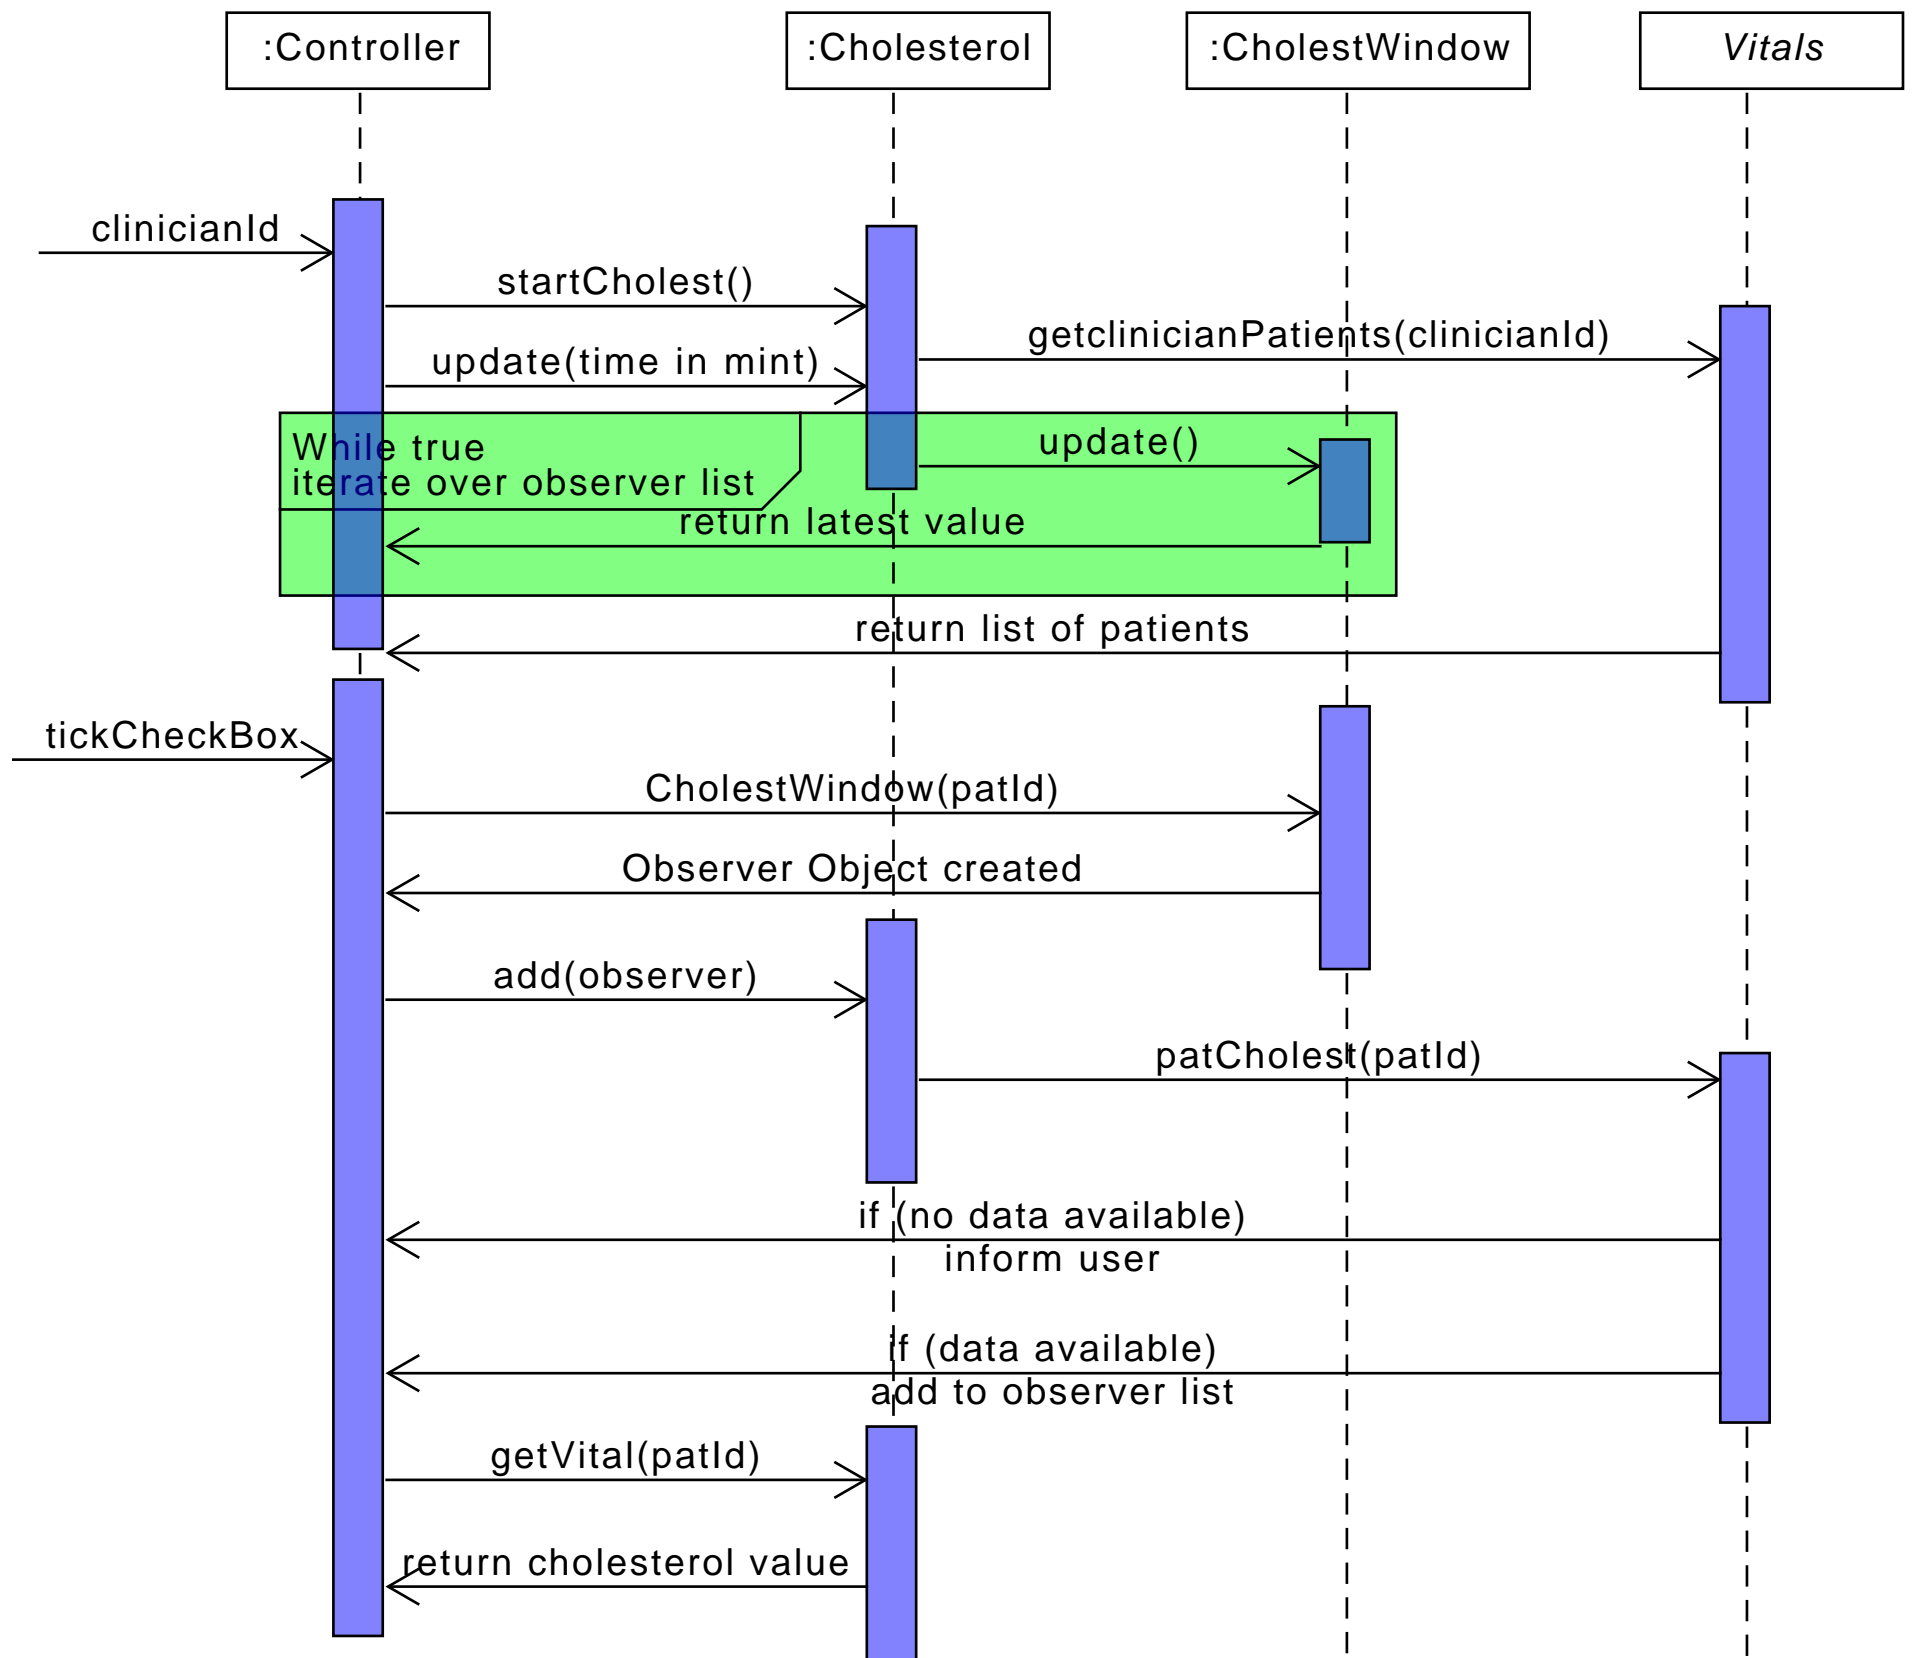 :Controller
:Cholesterol
:CholestWindow
Vitals
clinicianId
startCholest()
getclinicianPatients(clinicianId)
update(time in mint)
While true
iterate over observer list
update()
return latest value
return list of patients
tickCheckBox
CholestWindow(patId)
Observer Object created
add(observer)
patCholest(patId)
if (no data available)
inform user
if (data available)
add to observer list
getVital(patId)
return cholesterol value